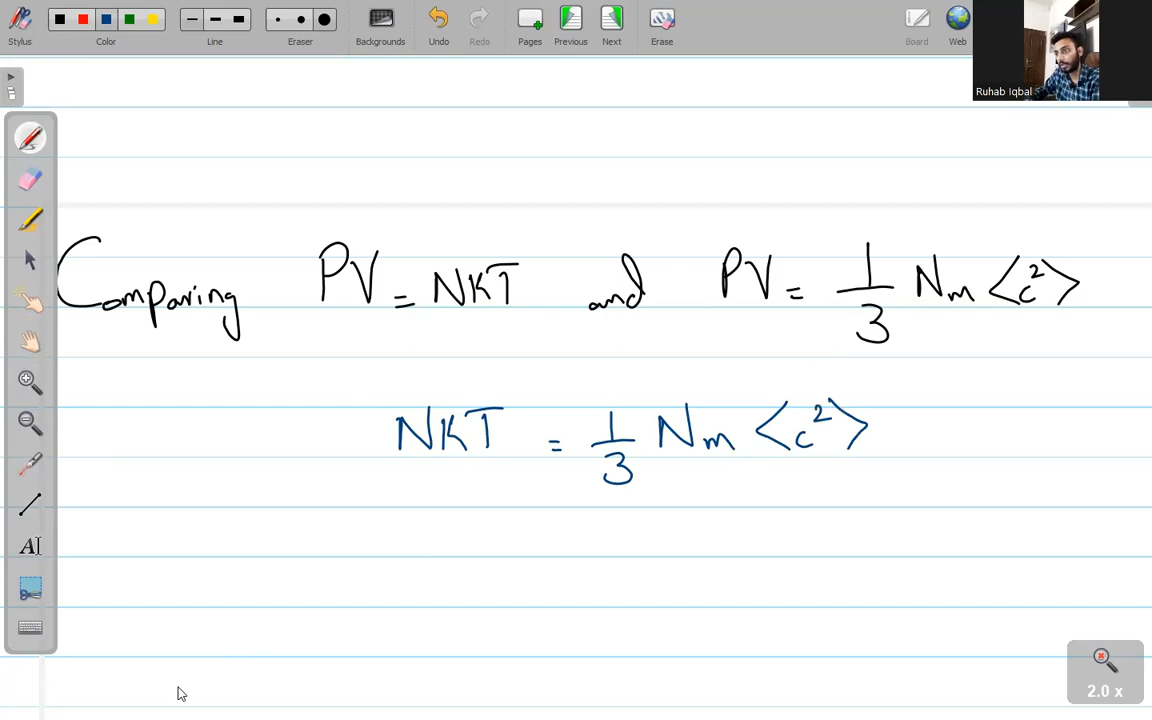 Stylus Color Line Eraser Backgrounds Undo Redo Pages Previous Next Erase Board Web
Ruhab Iqbal
Comparing PV = NKT and PV = 1/3 Nm <c²>
NKT = 1/3 Nm <c²>
AI
2.0 x